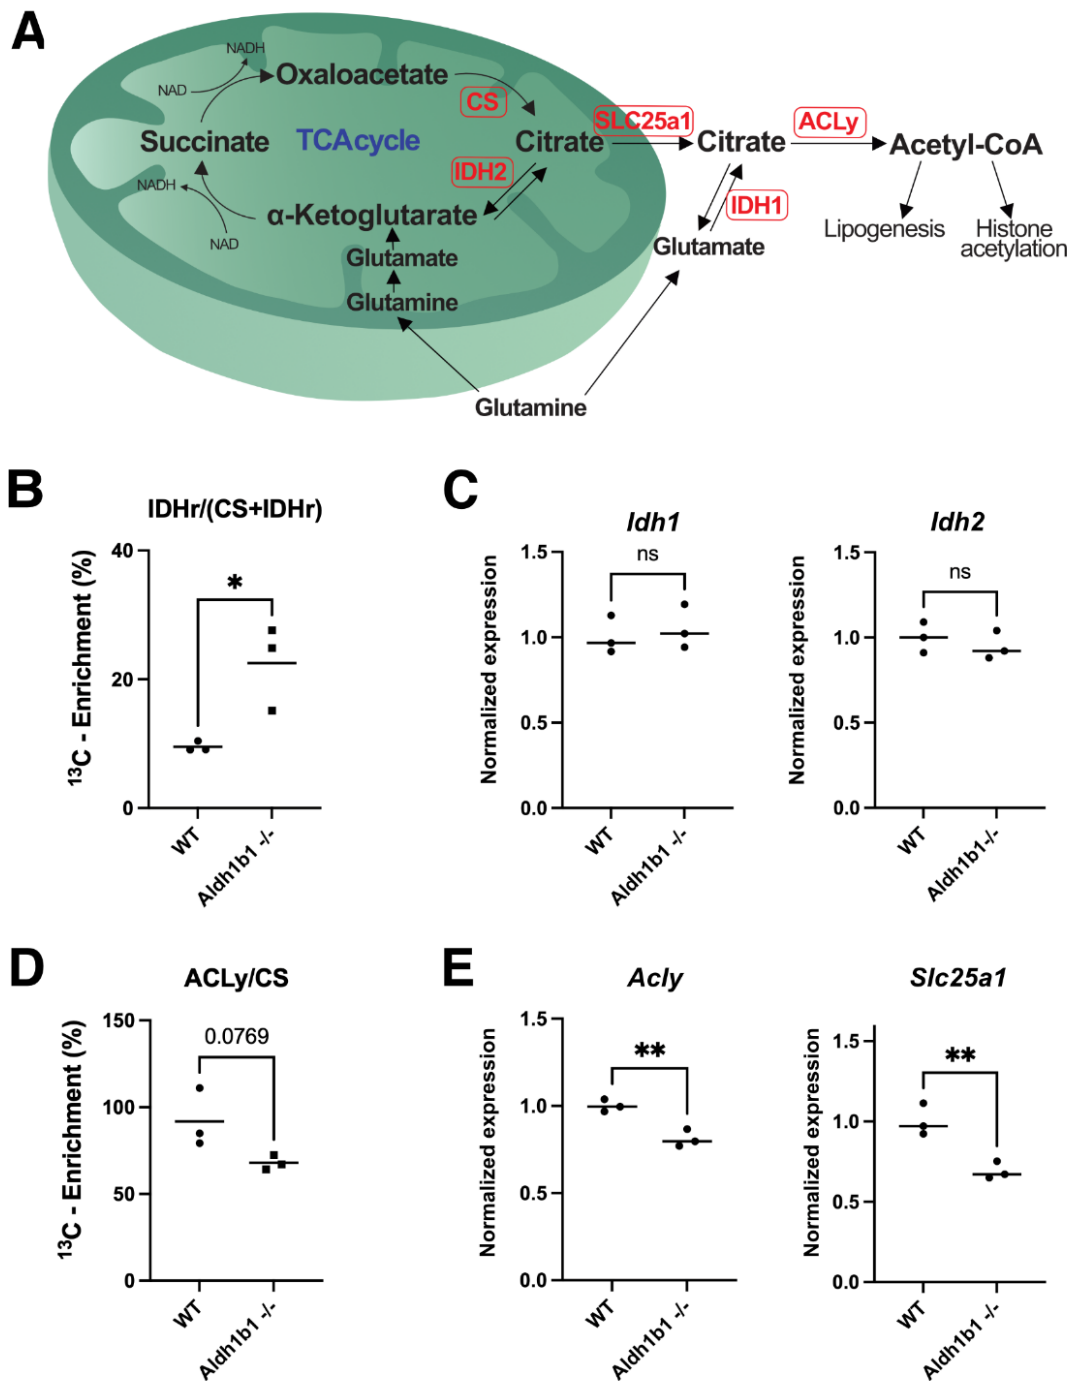 A
NADH
Oxaloacetate
NAD
CS
SLC25a1
ACLy
Succinate
TCAcycle
Citrate
Citrate
Acetyl-CoA
IDH2
NADH
IDH1
α-Ketoglutarate
Lipogenesis
Histone
acetylation
NAD
Glutamate
Glutamate
Glutamine
Glutamine
B
IDHr/(CS+IDHr)
13C - Enrichment (%)
40
20
0
*
WT
Aldh1b1 -/-
C
Idh1
Normalized expression
1.5
1.0
0.5
0.0
ns
WT
Aldh1b1 -/-
Idh2
Normalized expression
1.5
1.0
0.5
0.0
ns
WT
Aldh1b1-/-
D
ACLy/CS
13C - Enrichment (%)
150
100
50
0
0.0769
WT
Aldh1b1 -/-
E
Acly
Normalized expression
1.5
1.0
0.5
0.0
**
WT
Aldh1b1 -/-
Slc25a1
Normalized expression
1.5
1.0
0.5
0.0
**
WT
Aldh1b1 -/-